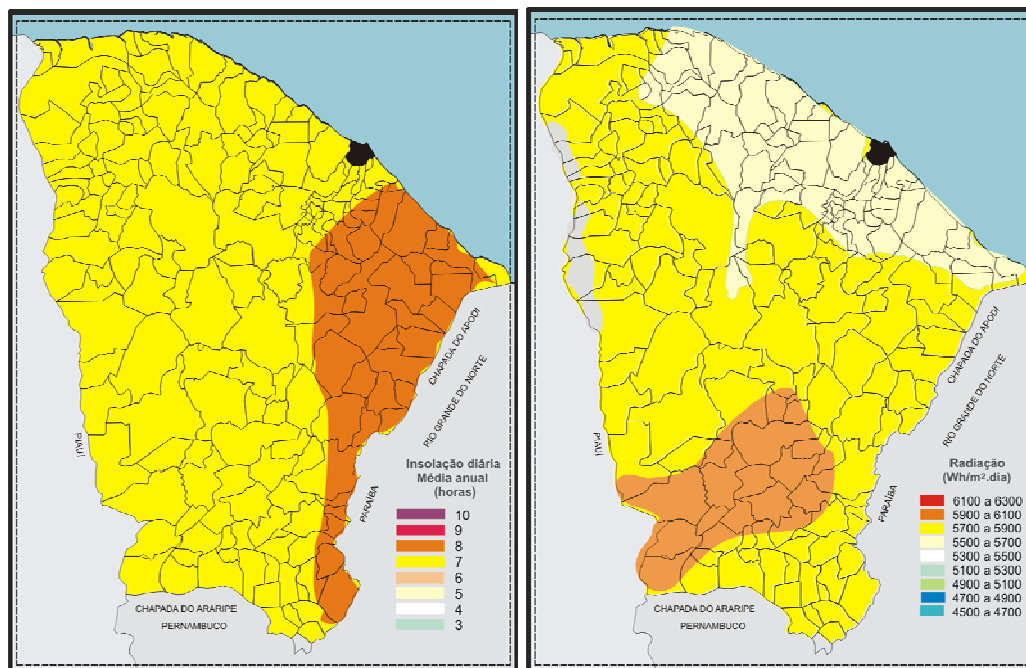 CHAPADA DO APODI
RIO GRANDE DO NORTE
PIAUÍ
PARAÍBA
Insolação diária
Média anual
(horas)
10
9
8
7
6
5
4
3
CHAPADA DO ARARIPE
PERNAMBUCO
CHAPADA DO APODI
RIO GRANDE DO NORTE
PIAUÍ
PARAÍBA
Radiação
(Wh/m².dia)
6100 a 6300
5900 a 6100
5700 a 5900
5500 a 5700
5300 a 5500
5100 a 5300
4900 a 5100
4700 a 4900
4500 a 4700
CHAPADA DO ARARIPE
PERNAMBUCO